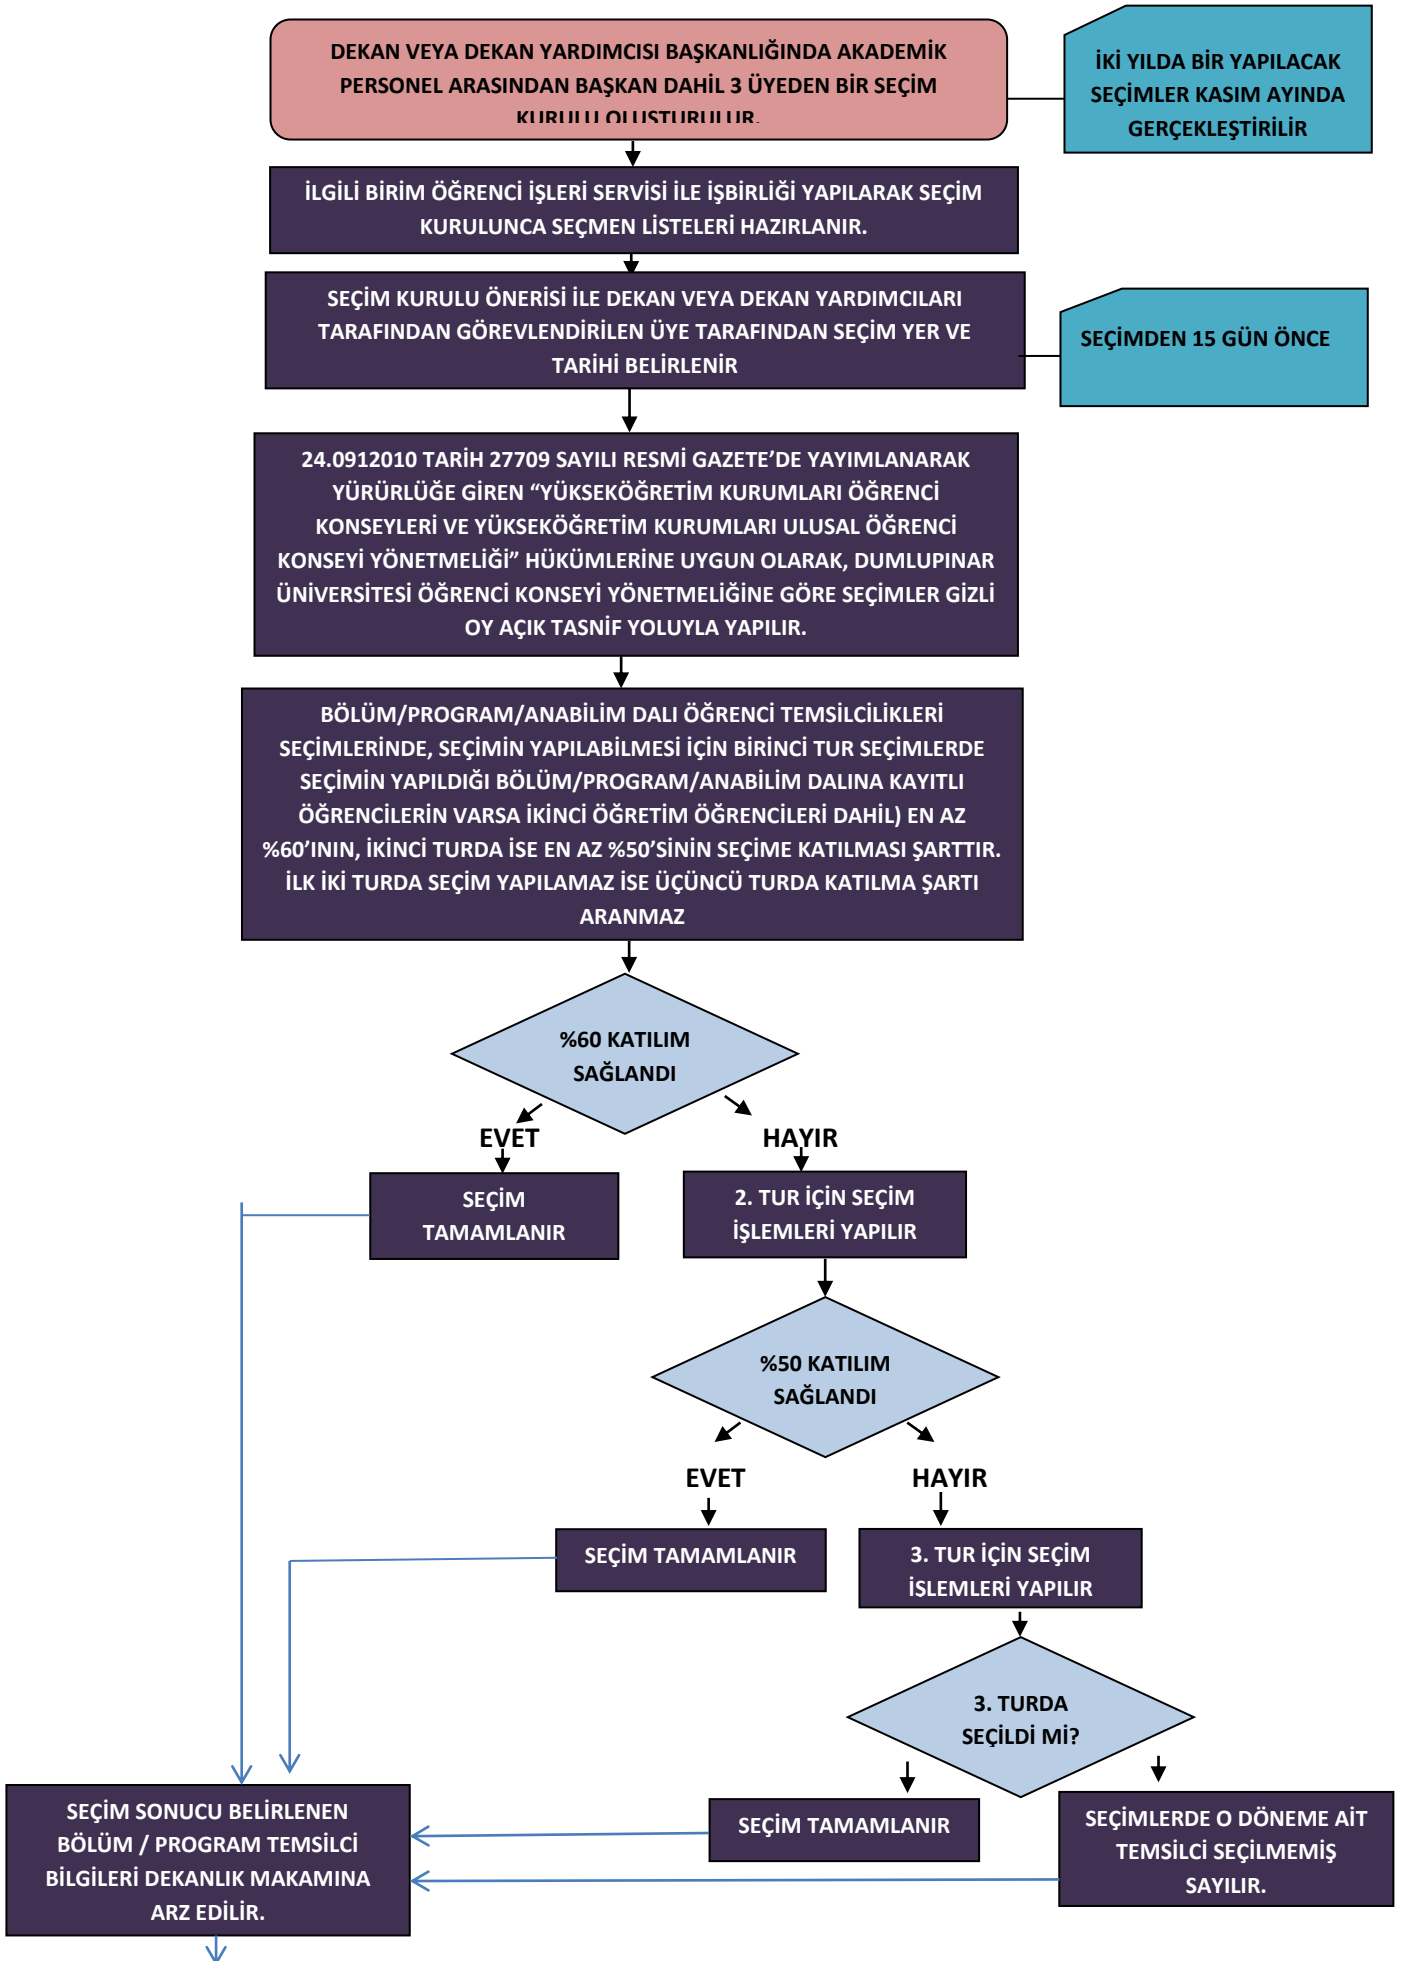 DEKAN VEYA DEKAN YARDIMCISI BAŞKANLIĞINDA AKADEMİK
PERSONEL ARASINDAN BAŞKAN DAHİL 3 ÜYEDEN BİR SEÇİM
KURULU OLUŞTURULUR.
İKİ YILDA BİR YAPILACAK
SEÇİMLER KASIM AYINDA
GERÇEKLEŞTİRİLİR
İLGİLİ BİRİM ÖĞRENCİ İŞLERİ SERVİSİ İLE İŞBİRLİĞİ YAPILARAK SEÇİM
KURULUNCA SEÇMEN LİSTELERİ HAZIRLANIR.
SEÇİM KURULU ÖNERİSİ İLE DEKAN VEYA DEKAN YARDIMCILARI
TARAFINDAN GÖREVLENDİRİLEN ÜYE TARAFINDAN SEÇİM YER VE
TARİHİ BELİRLENİR
SEÇİMDEN 15 GÜN ÖNCE
24.0912010 TARİH 27709 SAYILI RESMİ GAZETE’DE YAYIMLANARAK
YÜRÜRLÜĞE GİREN “YÜKSEKÖĞRETİM KURUMLARI ÖĞRENCİ
KONSEYLERİ VE YÜKSEKÖĞRETİM KURUMLARI ULUSAL ÖĞRENCİ
KONSEYİ YÖNETMELİĞİ” HÜKÜMLERİNE UYGUN OLARAK, DUMLUPINAR
ÜNİVERSİTESİ ÖĞRENCİ KONSEYİ YÖNETMELİĞİNE GÖRE SEÇİMLER GİZLİ
OY AÇIK TASNİF YOLUYLA YAPILIR.
BÖLÜM/PROGRAM/ANABİLİM DALI ÖĞRENCİ TEMSİLCİLİKLERİ
SEÇİMLERİNDE, SEÇİMİN YAPILABİLMESİ İÇİN BİRİNCİ TUR SEÇİMLERDE
SEÇİMİN YAPILDIĞI BÖLÜM/PROGRAM/ANABİLİM DALINA KAYITLI
ÖĞRENCİLERİN VARSA İKİNCİ ÖĞRETİM ÖĞRENCİLERİ DAHİL) EN AZ
%60’ININ, İKİNCİ TURDA İSE EN AZ %50’SİNİN SEÇİME KATILMASI ŞARTTIR.
İLK İKİ TURDA SEÇİM YAPILAMAZ İSE ÜÇÜNCÜ TURDA KATILMA ŞARTI
ARANMAZ
%60 KATILIM
SAĞLANDI
EVET
HAYIR
SEÇİM
TAMAMLANIR
2. TUR İÇİN SEÇİM
İŞLEMLERİ YAPILIR
%50 KATILIM
SAĞLANDI
EVET
HAYIR
SEÇİM TAMAMLANIR
3. TUR İÇİN SEÇİM
İŞLEMLERİ YAPILIR
3. TURDA
SEÇİLDİ Mİ?
SEÇİM TAMAMLANIR
SEÇİMLERDE O DÖNEME AİT
TEMSİLCİ SEÇİLMEMİŞ
SAYILIR.
SEÇİM SONUCU BELİRLENEN
BÖLÜM / PROGRAM TEMSİLCİ
BİLGİLERİ DEKANLIK MAKAMINA
ARZ EDİLİR.